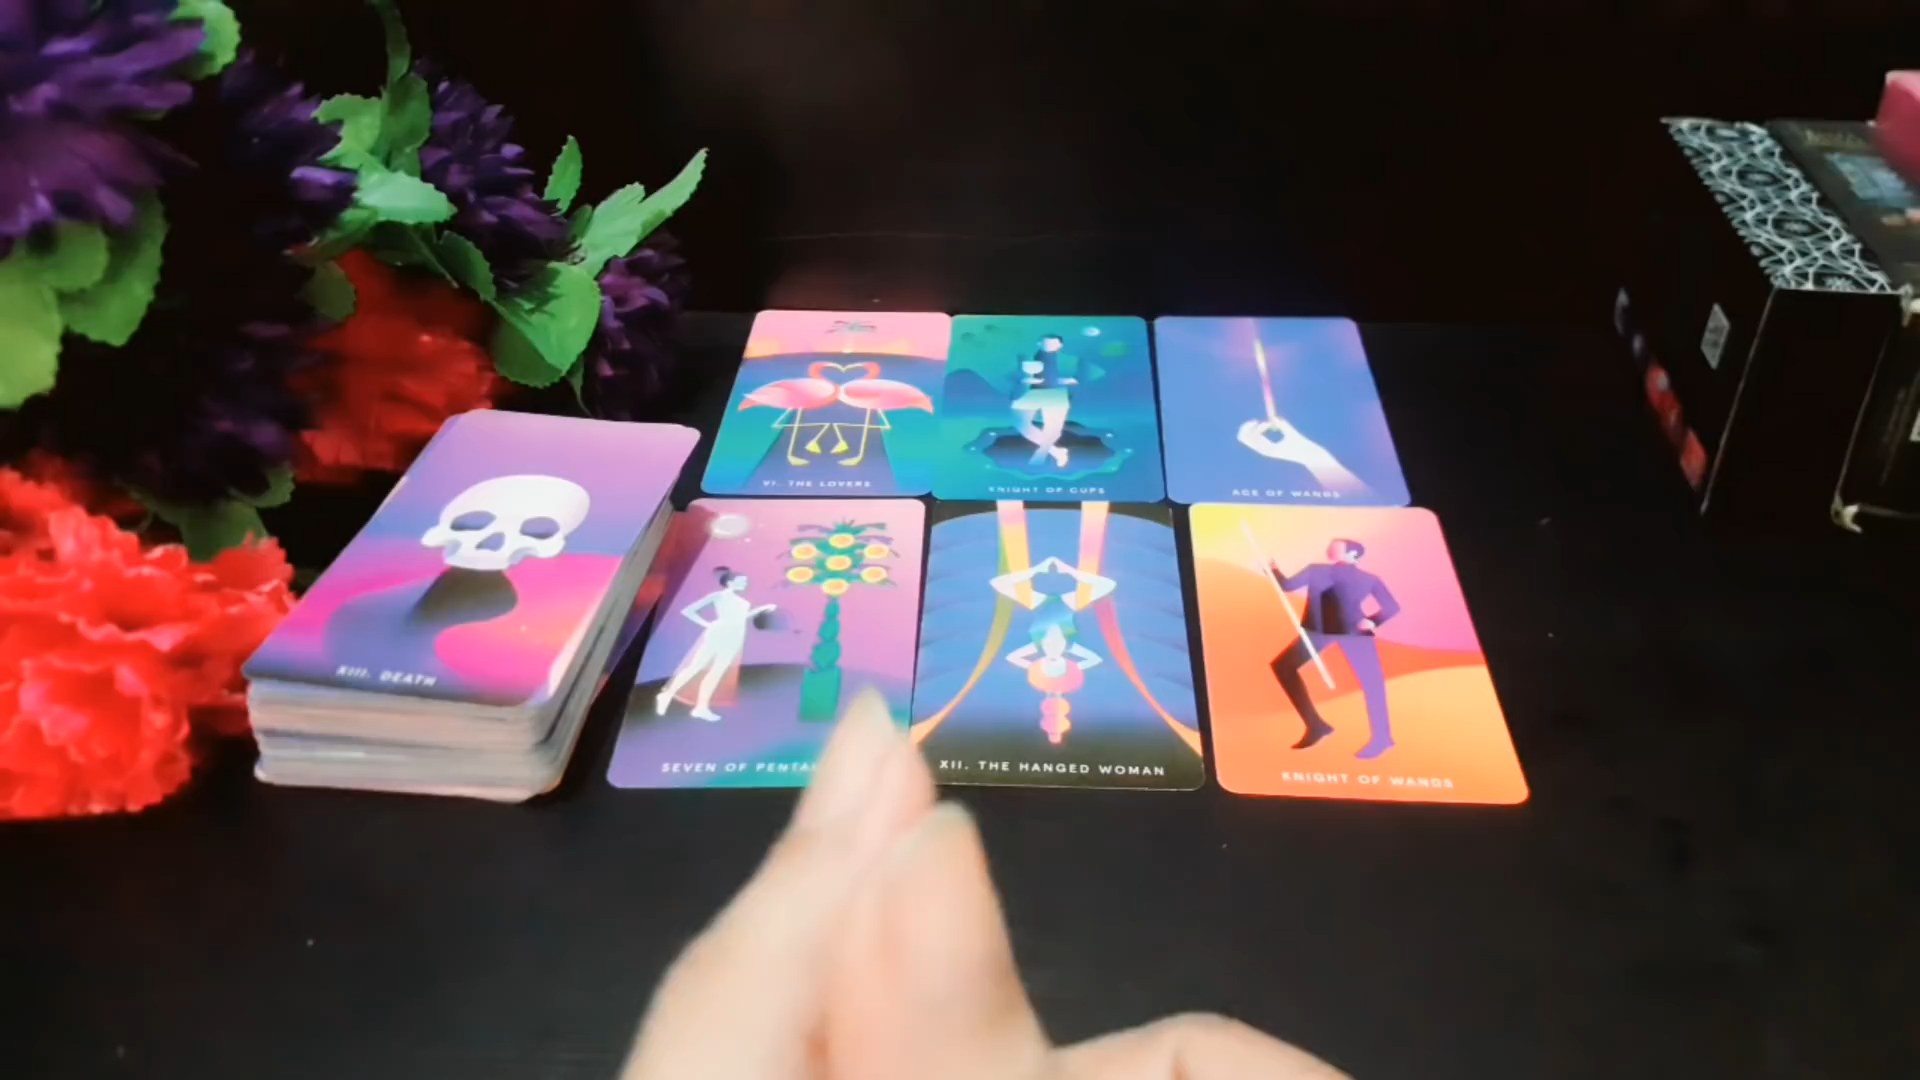 VI. THE LOVERS
KNIGHT OF CUPS
ACE OF WANDS
XIII. DEATH
SEVEN OF PENTA
XII. THE HANGED WOMAN
KNIGHT OF WANDS